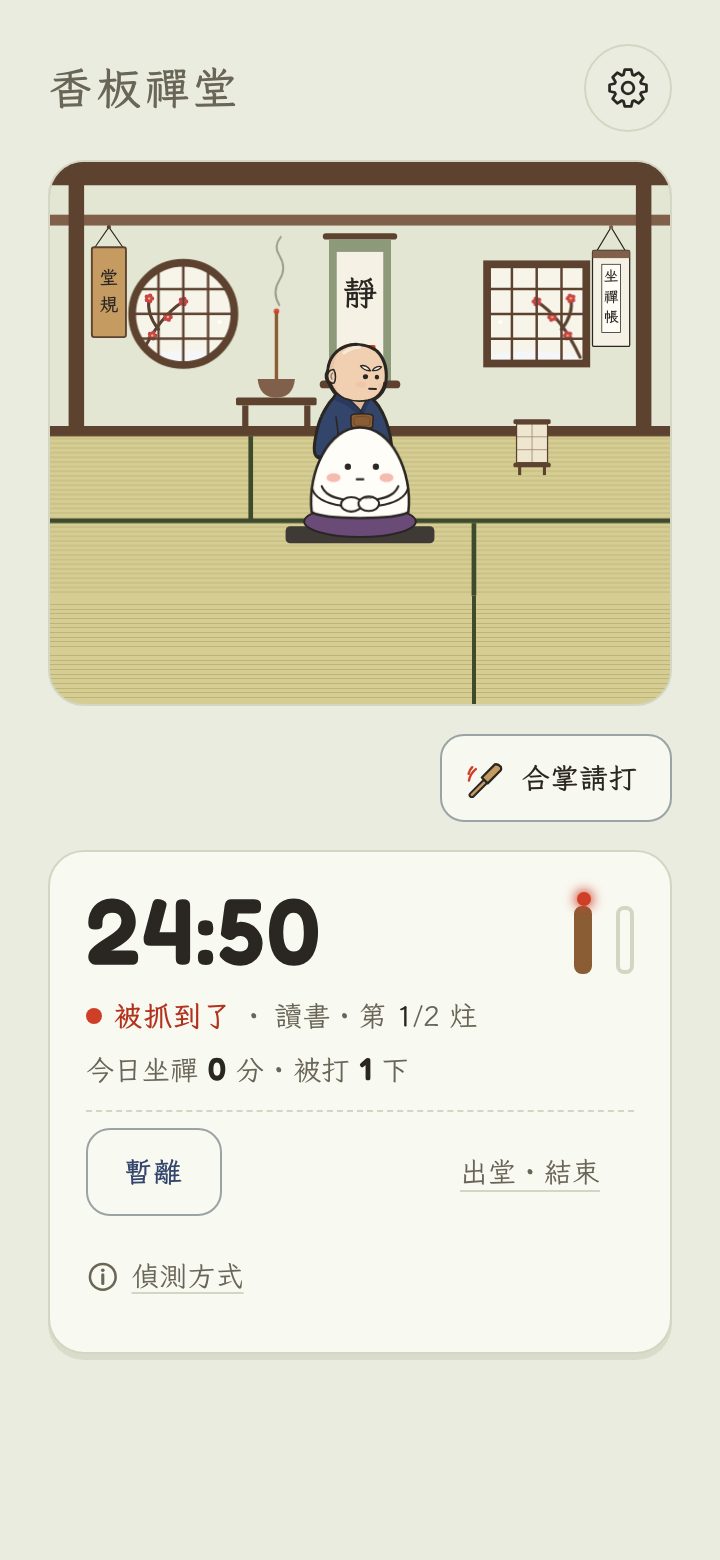 香板禪堂
堂規
靜
坐禪帳
合掌請打
24:50
被抓到了 · 讀書·第 1/2 炷
今日坐禪 0 分·被打 1 下
暫離
出堂·結束
偵測方式